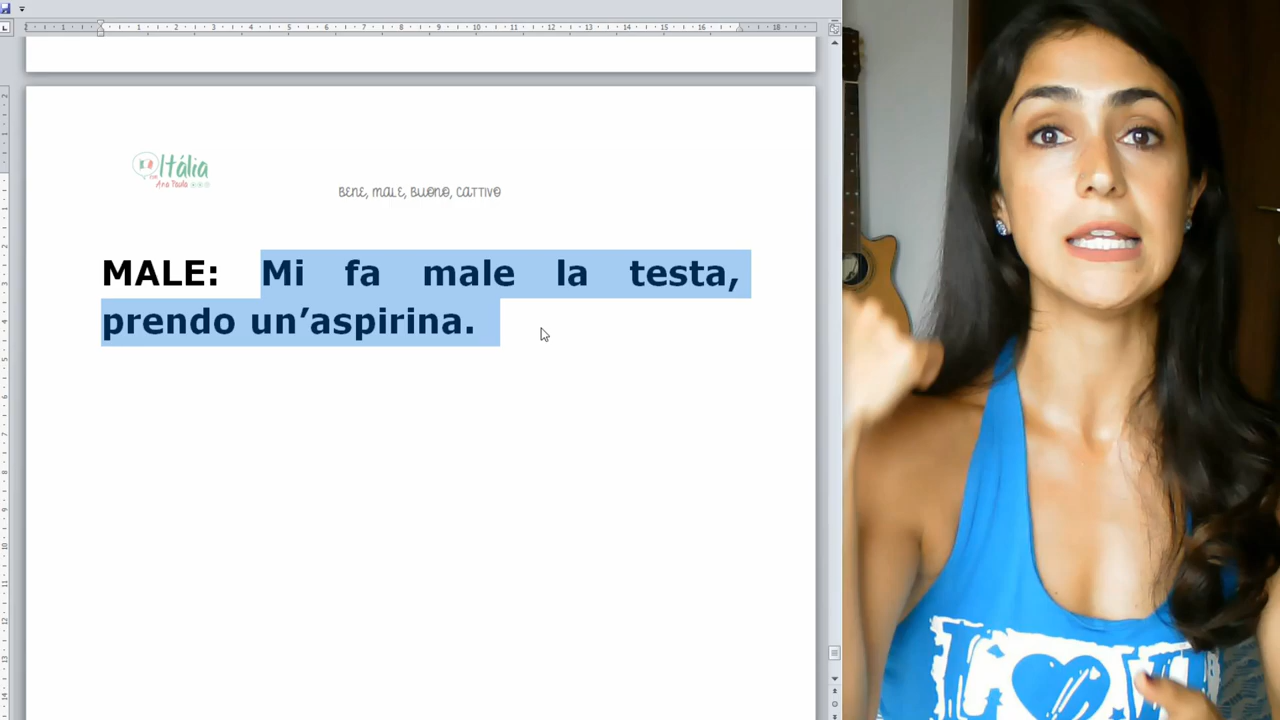 Itália
Ana Paula
BENE, MALE, BUONO, CATTIVO
MALE: Mi fa male la testa,
prendo un’aspirina.